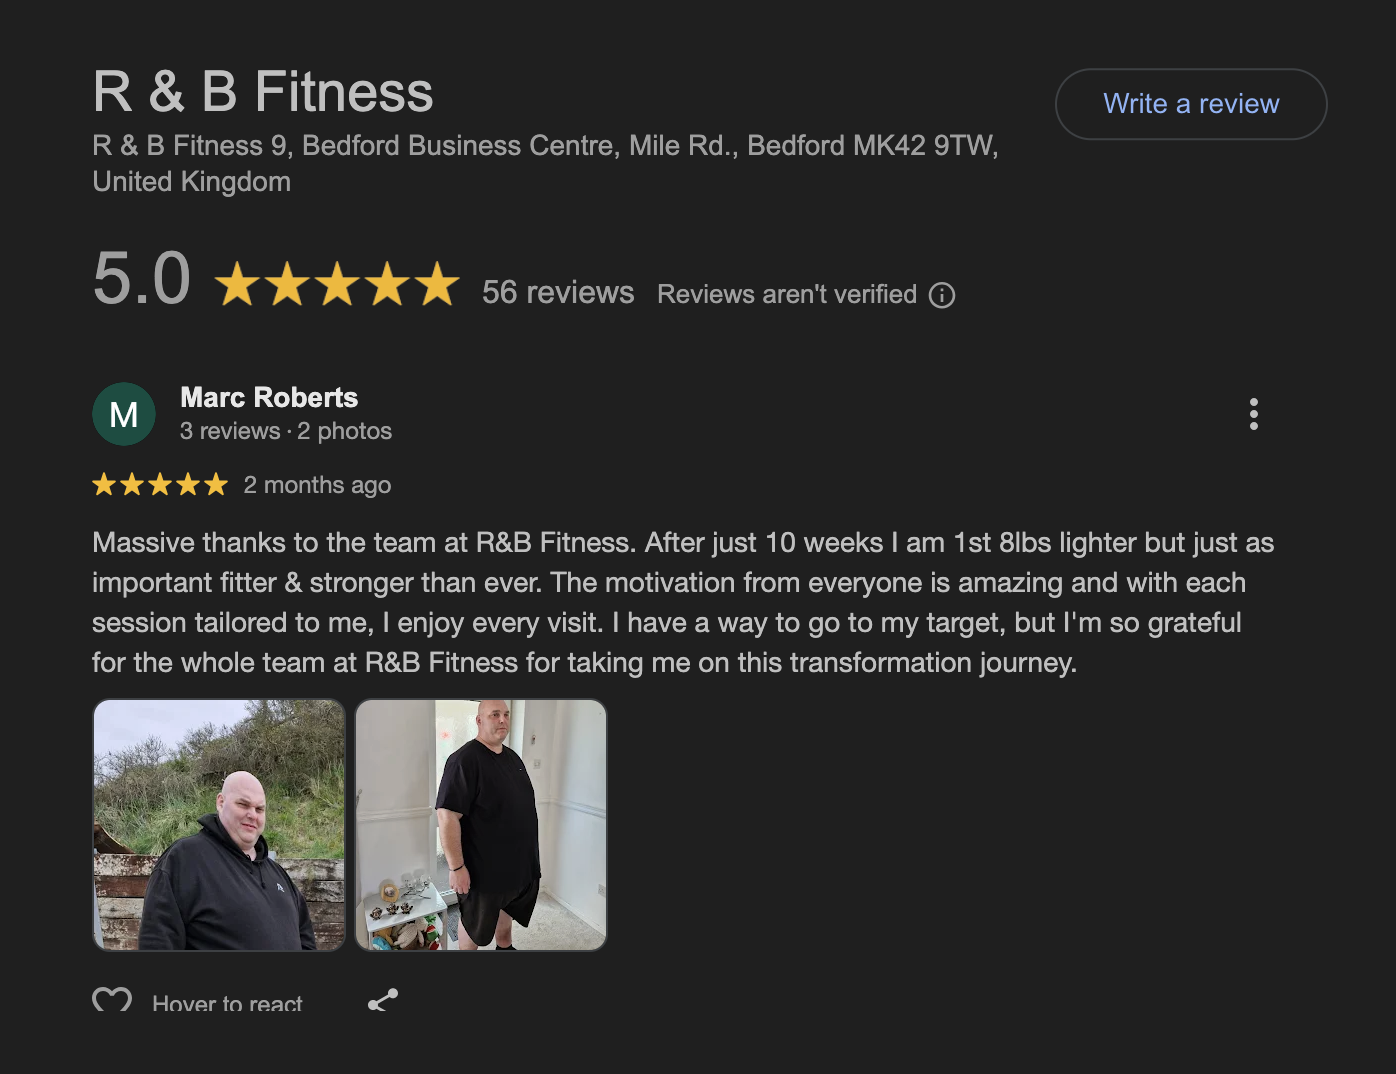 R & B Fitness
Write a review
R & B Fitness 9, Bedford Business Centre, Mile Rd., Bedford MK42 9TW,
United Kingdom
5.0
56 reviews
Reviews aren't verified
M
Marc Roberts
3 reviews · 2 photos
2 months ago
Massive thanks to the team at R&B Fitness. After just 10 weeks I am 1st 8lbs lighter but just as
important fitter & stronger than ever. The motivation from everyone is amazing and with each
session tailored to me, I enjoy every visit. I have a way to go to my target, but I'm so grateful
for the whole team at R&B Fitness for taking me on this transformation journey.
Hover to react